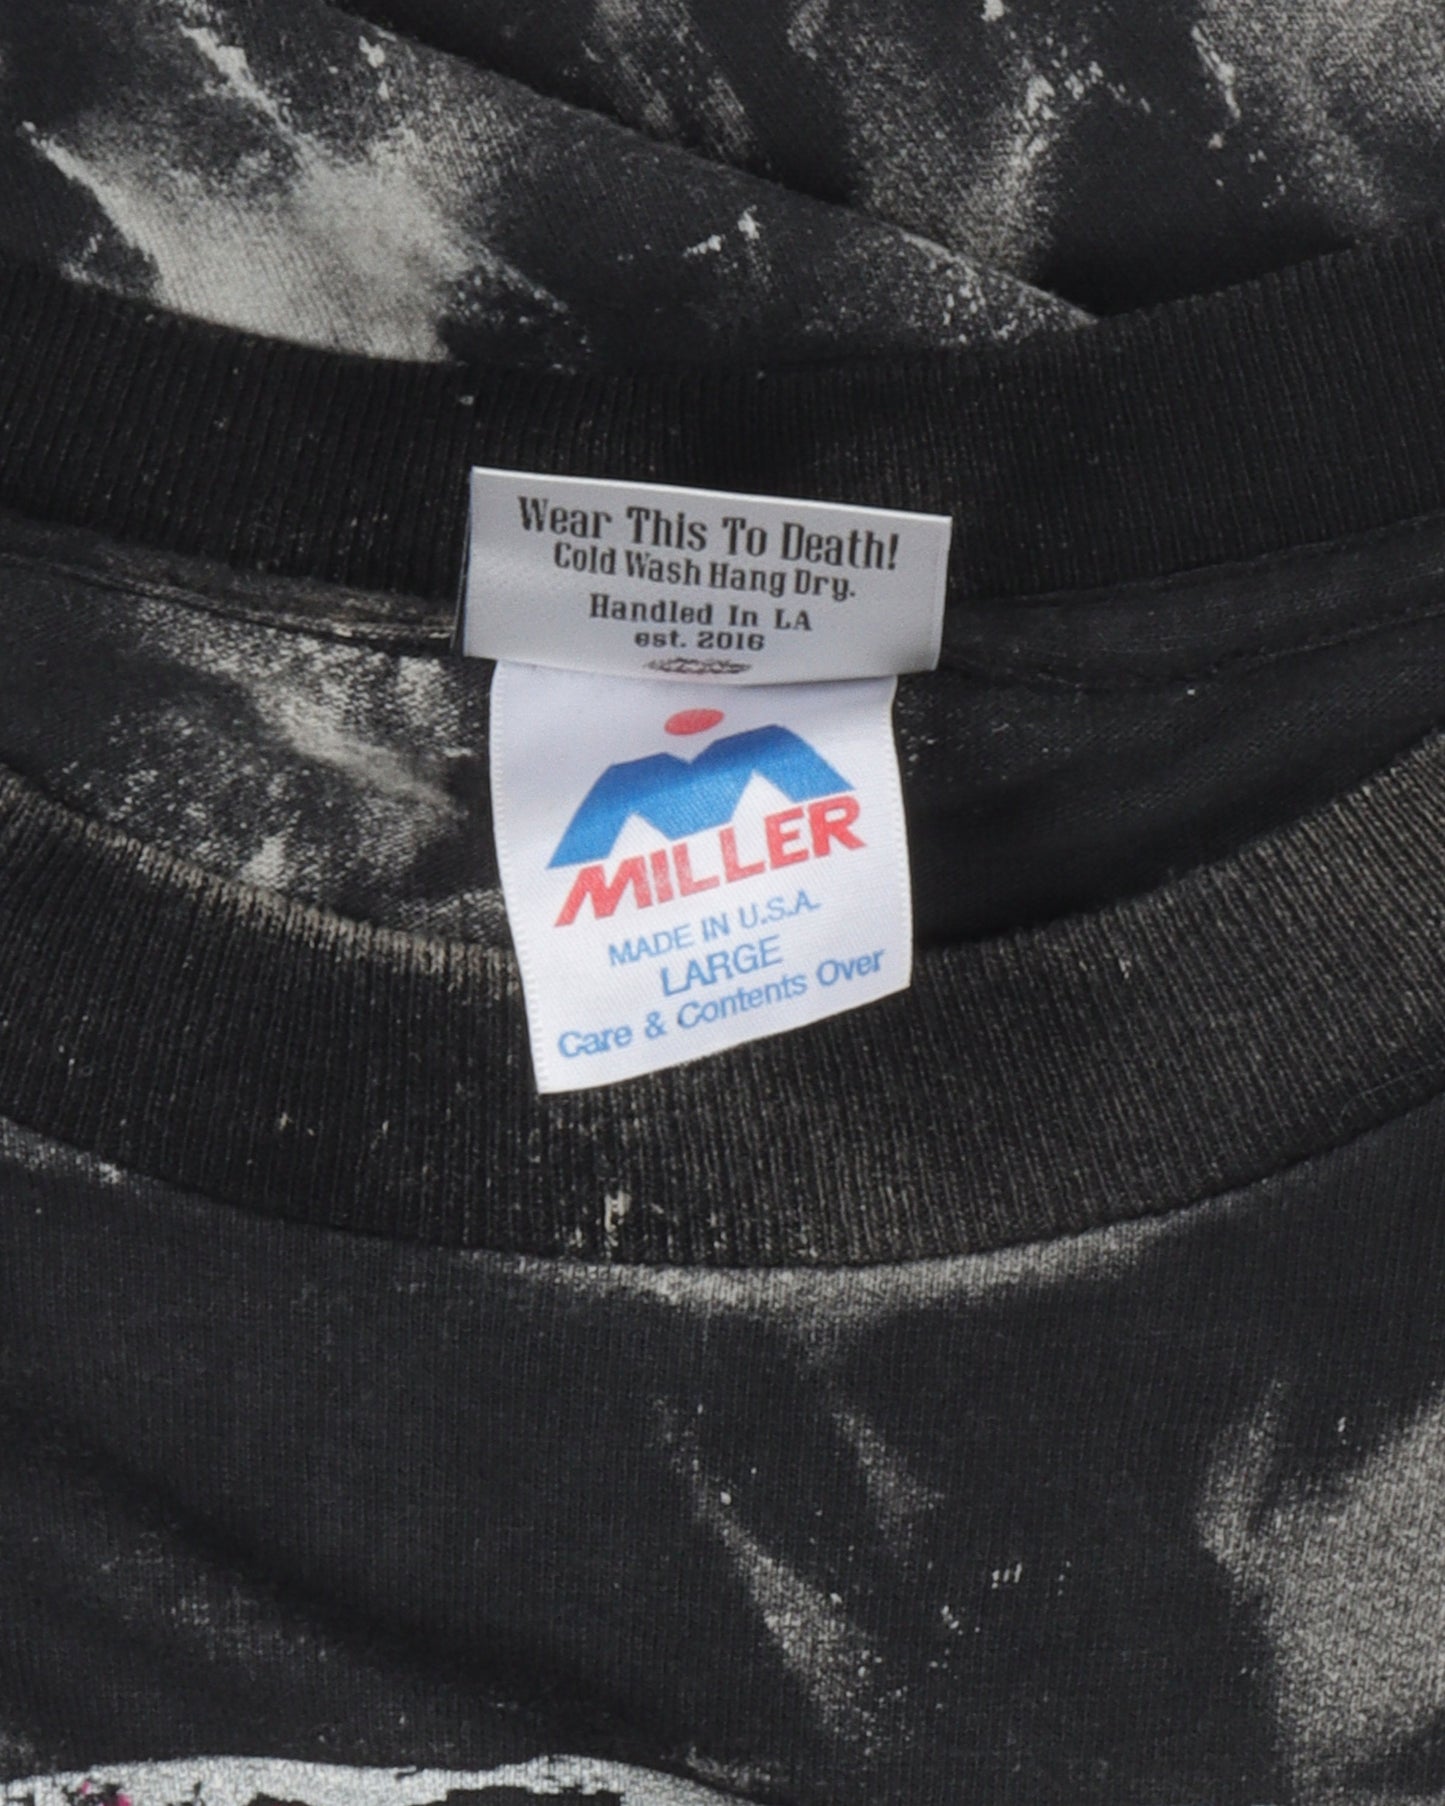 Wear This To Death!
Cold Wash Hang Dry.
Handled In LA
est. 2016
MILLER
MADE IN U.S.A.
LARGE
Care & Contents Over